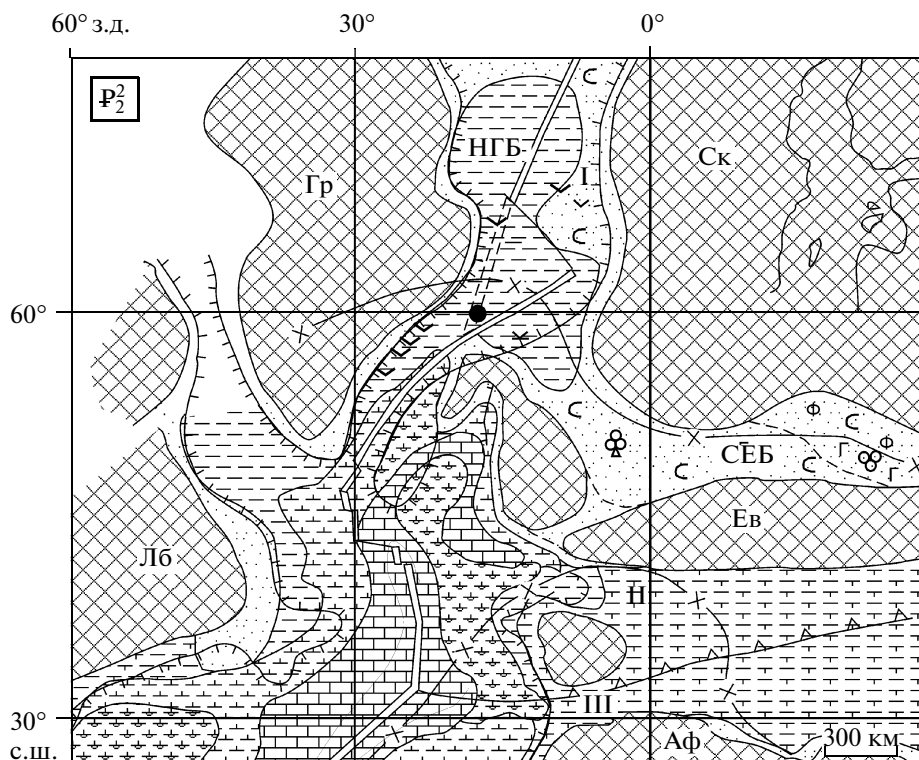 60° з.д.
30°
0°
₽₂²
НГБ
I
Ск
Гр
60°
Ф
Ф
СЕБ
Г
Г
Ев
Лб
II
III
30°
с.ш.
Аф
300 км